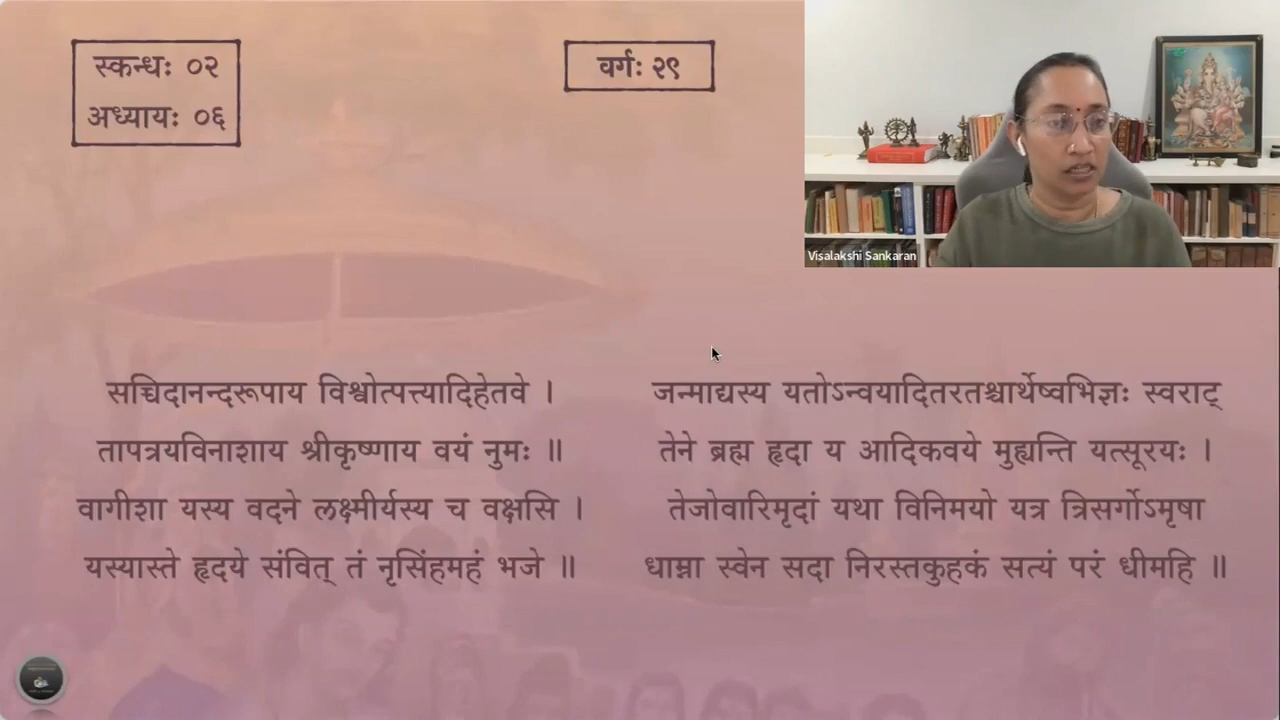 स्कन्धः ०२
अध्यायः ०६
वर्गः २९
Visalakshi Sankaran
सच्चिदानन्दरूपाय विश्वोत्पत्त्यादिहेतवे ।
तापत्रयविनाशाय श्रीकृष्णाय वयं नुमः ॥
वागीशा यस्य वदने लक्ष्मीर्यस्य च वक्षसि ।
यस्यास्ते हृदये संवित् तं नृसिंहमहं भजे ॥
जन्माद्यस्य यतोऽन्वयादितरतश्चार्थेष्वभिज्ञः स्वराट्
तेने ब्रह्म हृदा य आदिकवये मुह्यन्ति यत्सूरयः ।
तेजोवारिमृदां यथा विनिमयो यत्र त्रिसर्गोऽमृषा
धाम्ना स्वेन सदा निरस्तकुहकं सत्यं परं धीमहि ॥